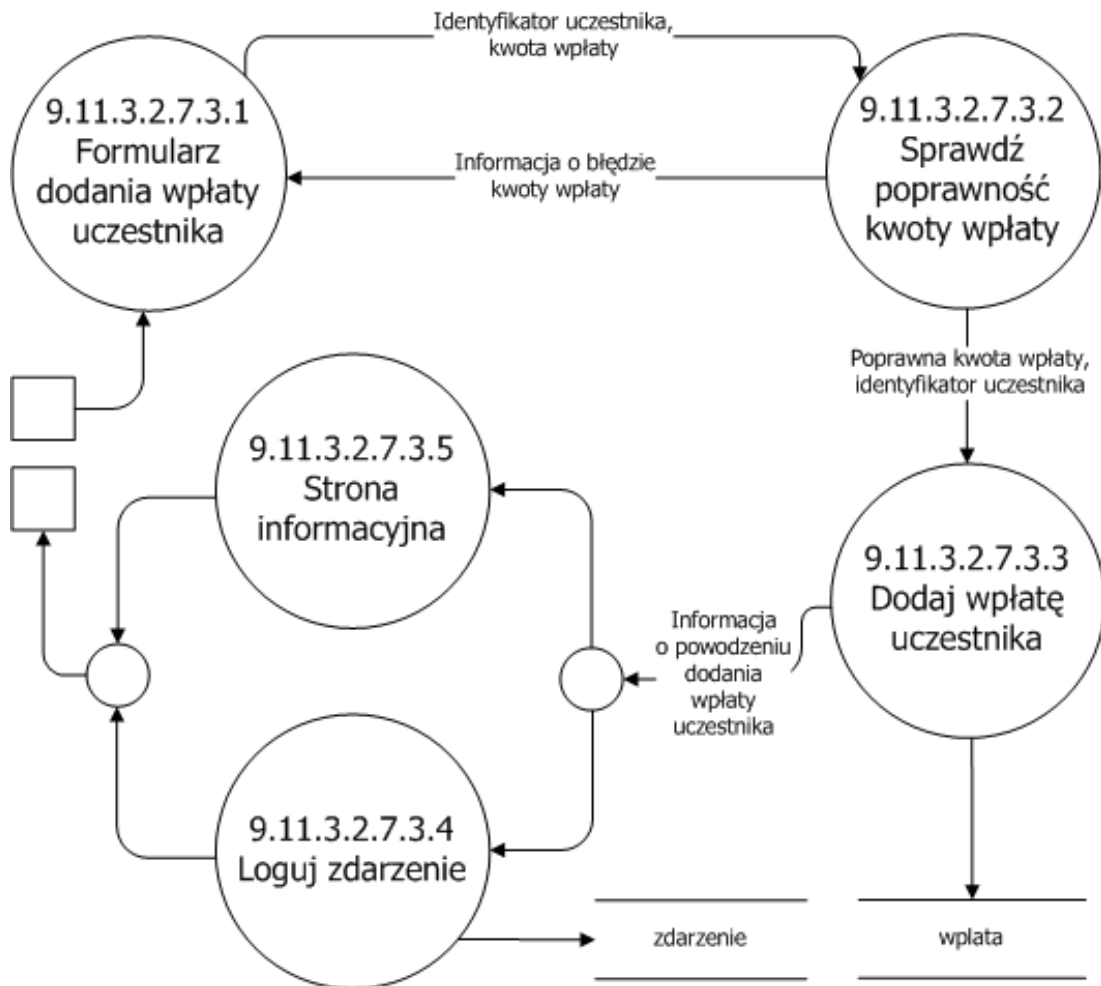 Identyfikator uczestnika,
kwota wpłaty
9.11.3.2.7.3.1
Formularz
dodania wpłaty
uczestnika
9.11.3.2.7.3.2
Sprawdź
poprawność
kwoty wpłaty
Informacja o błędzie
kwoty wpłaty
Poprawna kwota wpłaty,
identyfikator uczestnika
9.11.3.2.7.3.5
Strona
informacyjna
9.11.3.2.7.3.3
Dodaj wpłatę
uczestnika
Informacja
o powodzeniu
dodania
wpłaty
uczestnika
9.11.3.2.7.3.4
Loguj zdarzenie
zdarzenie
wplata